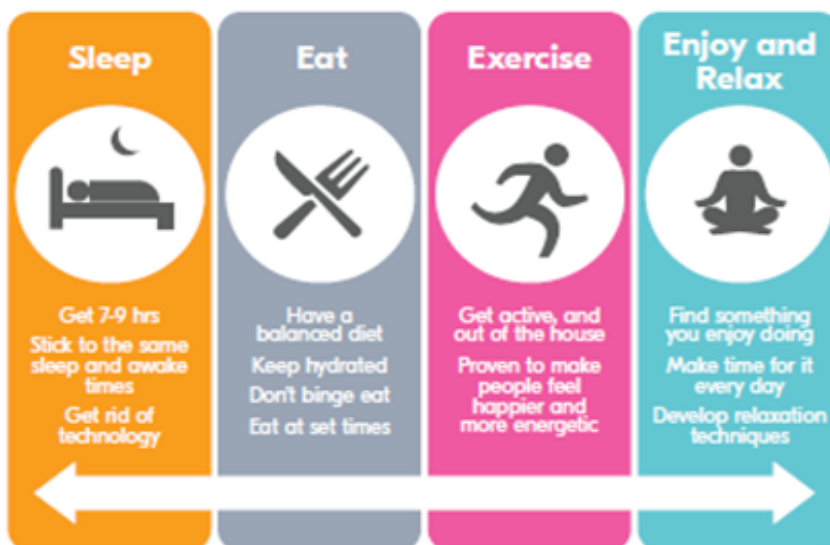 Sleep
Get 7-9 hrs
Stick to the same
sleep and awake
times
Get rid of
technology
Eat
Have a
balanced diet
Keep hydrated
Don't binge eat
Eat at set times
Exercise
Get active, and
out of the house
Proven to make
people feel
happier and
more energetic
Enjoy and
Relax
Find something
you enjoy doing
Make time for it
every day
Develop relaxation
techniques